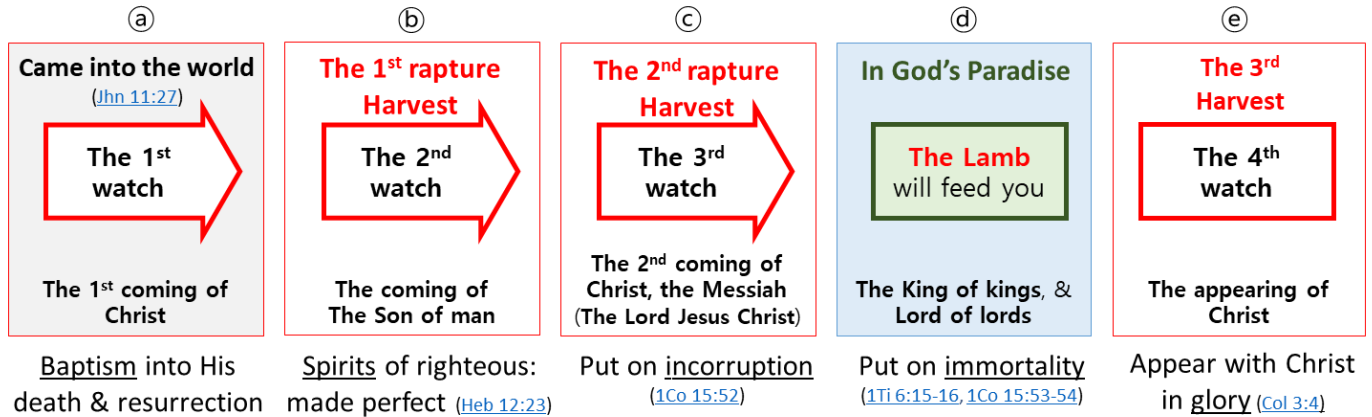 ⓐ
Came into the world
(Jhn 11:27)
The 1st
watch
The 1st coming of
Christ
Baptism into His
death & resurrection
ⓑ
The 1st rapture
Harvest
The 2nd
watch
The coming of
The Son of man
Spirits of righteous:
made perfect (Heb 12:23)
ⓒ
The 2nd rapture
Harvest
The 3rd
watch
The 2nd coming of
Christ, the Messiah
(The Lord Jesus Christ)
Put on incorruption
(1Co 15:52)
ⓓ
In God's Paradise
The Lamb
will feed you
The King of kings, &
Lord of lords
Put on immortality
(1Ti 6:15-16, 1Co 15:53-54)
ⓔ
The 3rd
Harvest
The 4th
watch
The appearing of
Christ
Appear with Christ
in glory (Col 3:4)